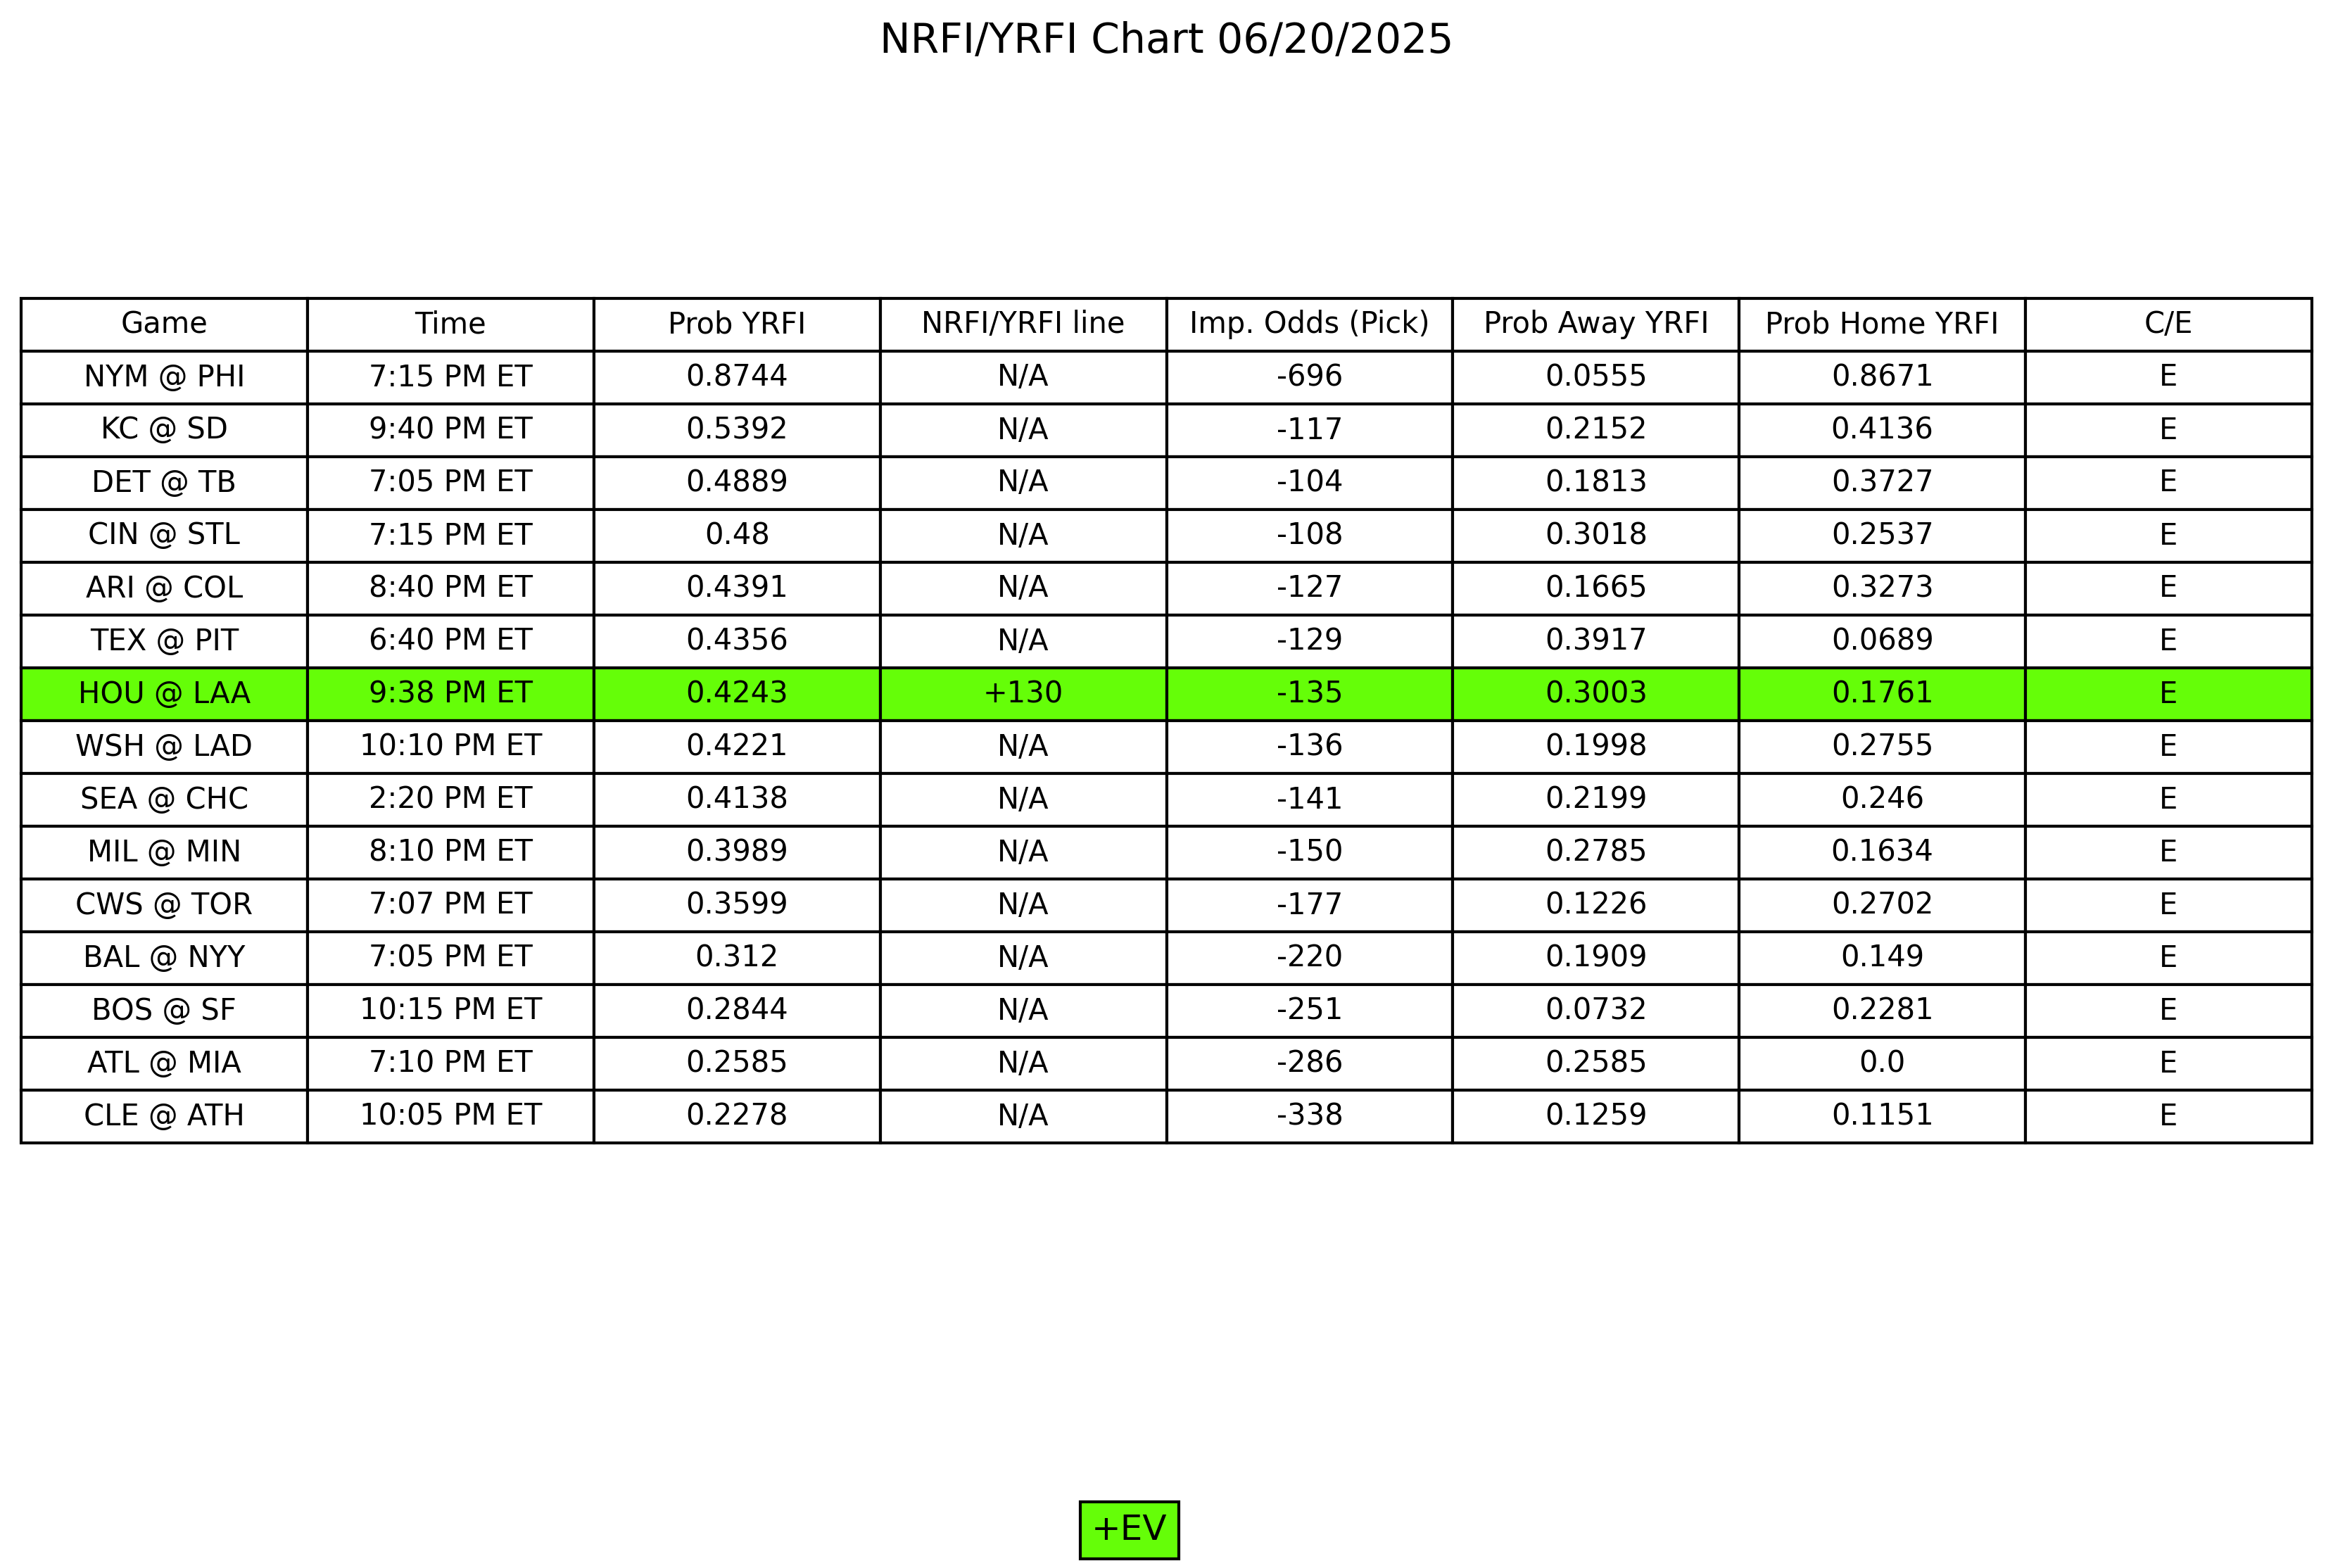 NRFI/YRFI Chart 06/20/2025
Game Time Prob YRFI NRFI/YRFI line Imp. Odds (Pick) Prob Away YRFI Prob Home YRFI C/E
NYM @ PHI 7:15 PM ET 0.8744 N/A -696 0.0555 0.8671 E
KC @ SD 9:40 PM ET 0.5392 N/A -117 0.2152 0.4136 E
DET @ TB 7:05 PM ET 0.4889 N/A -104 0.1813 0.3727 E
CIN @ STL 7:15 PM ET 0.48 N/A -108 0.3018 0.2537 E
ARI @ COL 8:40 PM ET 0.4391 N/A -127 0.1665 0.3273 E
TEX @ PIT 6:40 PM ET 0.4356 N/A -129 0.3917 0.0689 E
HOU @ LAA 9:38 PM ET 0.4243 +130 -135 0.3003 0.1761 E
WSH @ LAD 10:10 PM ET 0.4221 N/A -136 0.1998 0.2755 E
SEA @ CHC 2:20 PM ET 0.4138 N/A -141 0.2199 0.246 E
MIL @ MIN 8:10 PM ET 0.3989 N/A -150 0.2785 0.1634 E
CWS @ TOR 7:07 PM ET 0.3599 N/A -177 0.1226 0.2702 E
BAL @ NYY 7:05 PM ET 0.312 N/A -220 0.1909 0.149 E
BOS @ SF 10:15 PM ET 0.2844 N/A -251 0.0732 0.2281 E
ATL @ MIA 7:10 PM ET 0.2585 N/A -286 0.2585 0.0 E
CLE @ ATH 10:05 PM ET 0.2278 N/A -338 0.1259 0.1151 E
+EV